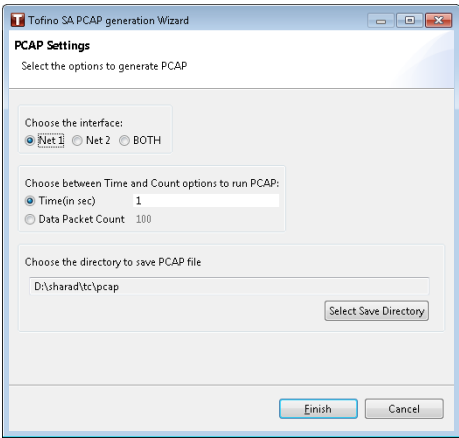 Tofino SA PCAP generation Wizard
PCAP Settings
Select the options to generate PCAP
Choose the interface:
Net 1 Net 2 BOTH
Choose between Time and Count options to run PCAP:
Time(in sec) 1
Data Packet Count 100
Choose the directory to save PCAP file
D:\sharad\tc\pcap
Select Save Directory
Finish Cancel